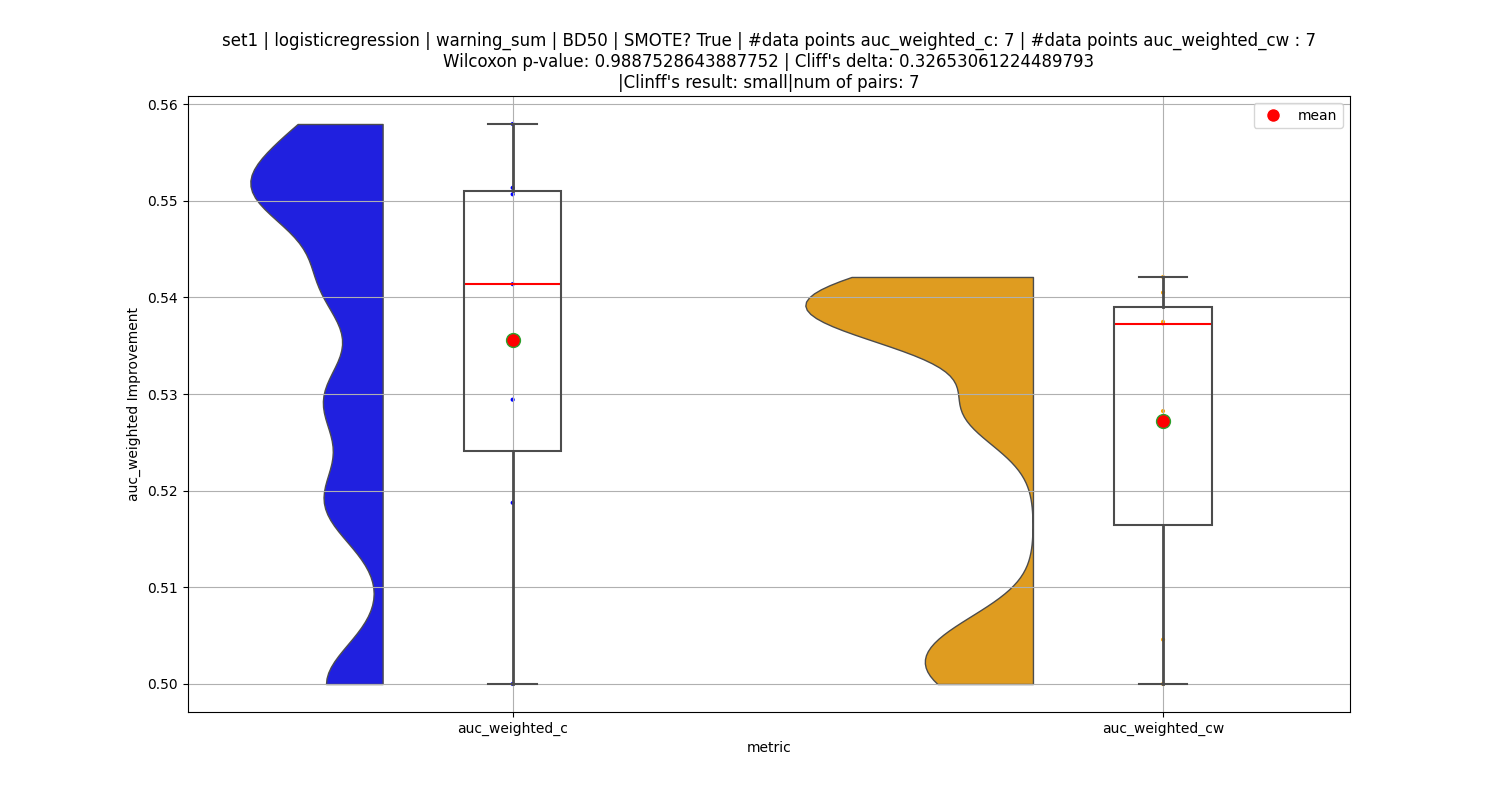 set1 | logisticregression | warning_sum | BD50 | SMOTE? True | #data points auc_weighted_c: 7 | #data points auc_weighted_cw : 7
Wilcoxon p-value: 0.9887528643887752 | Cliff's delta: 0.32653061224489793
|Clinff's result: small|num of pairs: 7
mean
0.56
0.55
0.54
0.53
0.52
0.51
0.50
auc_weighted Improvement
auc_weighted_c
auc_weighted_cw
metric